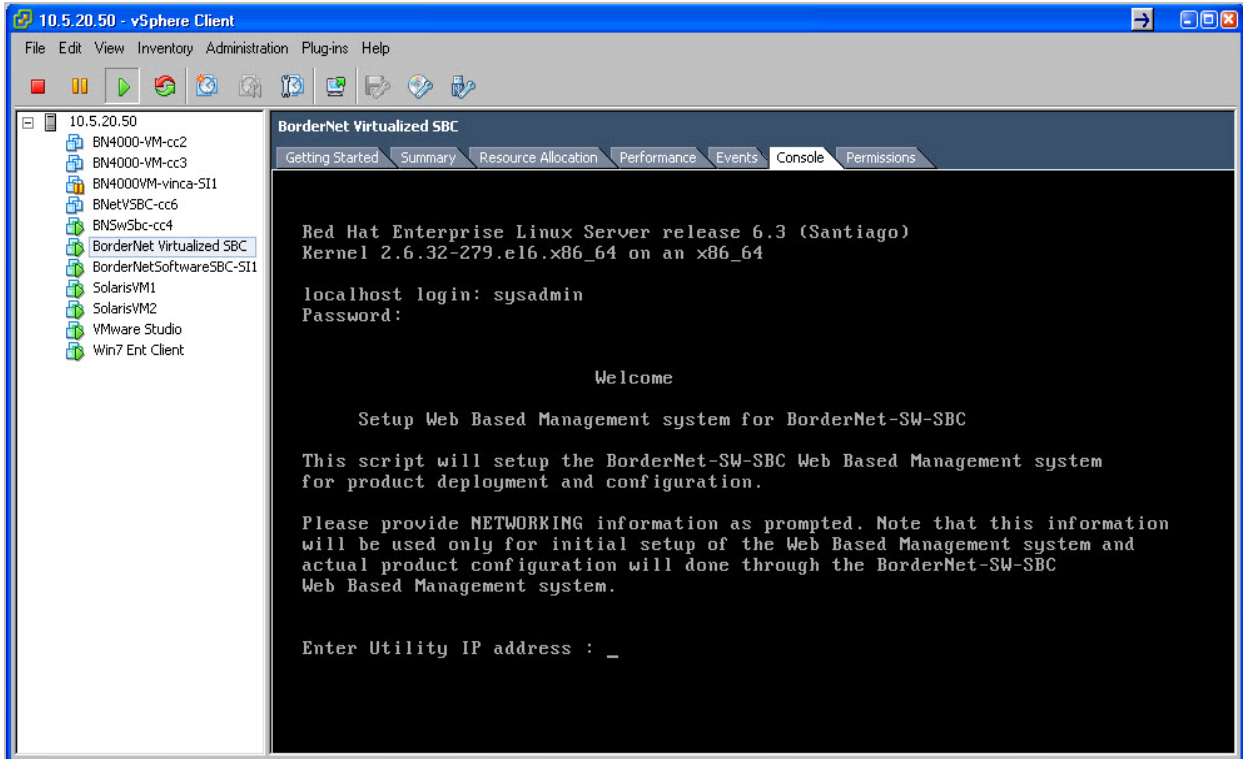 10.5.20.50 - vSphere Client
File Edit View Inventory Administration Plug-ins Help
10.5.20.50
BN4000-VM-cc2
BN4000-VM-cc3
BN4000VM-vinca-SI1
BNetVSBC-cc6
BNSwSbc-cc4
BorderNet Virtualized SBC
BorderNetSoftwareSBC-SI1
SolarisVM1
SolarisVM2
VMware Studio
Win7 Ent Client
BorderNet Virtualized SBC
Getting Started Summary Resource Allocation Performance Events Console Permissions
Red Hat Enterprise Linux Server release 6.3 (Santiago)
Kernel 2.6.32-279.el6.x86_64 on an x86_64
localhost login: sysadmin
Password:
Welcome
Setup Web Based Management system for BorderNet-SW-SBC
This script will setup the BorderNet-SW-SBC Web Based Management system
for product deployment and configuration.
Please provide NETWORKING information as prompted. Note that this information
will be used only for initial setup of the Web Based Management system and
actual product configuration will done through the BorderNet-SW-SBC
Web Based Management system.
Enter Utility IP address : _